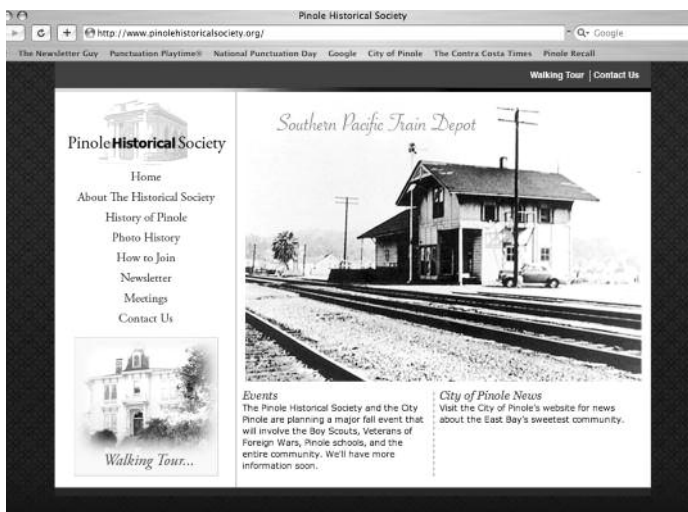 Pinole Historical Society
http://www.pinolehistoricalsociety.org/
Google
The Newsletter Guy Punctuation Playtime® National Punctuation Day Google City of Pinole The Contra Costa Times Pinole Recall
Walking Tour | Contact Us
Pinole Historical Society
Home
About The Historical Society
History of Pinole
Photo History
How to Join
Newsletter
Meetings
Contact Us
Walking Tour...
Southern Pacific Train Depot
Events
The Pinole Historical Society and the City
Pinole are planning a major fall event that
will involve the Boy Scouts, Veterans of
Foreign Wars, Pinole schools, and the
entire community. We'll have more
information soon.
City of Pinole News
Visit the City of Pinole's website for news
about the East Bay's sweetest community.